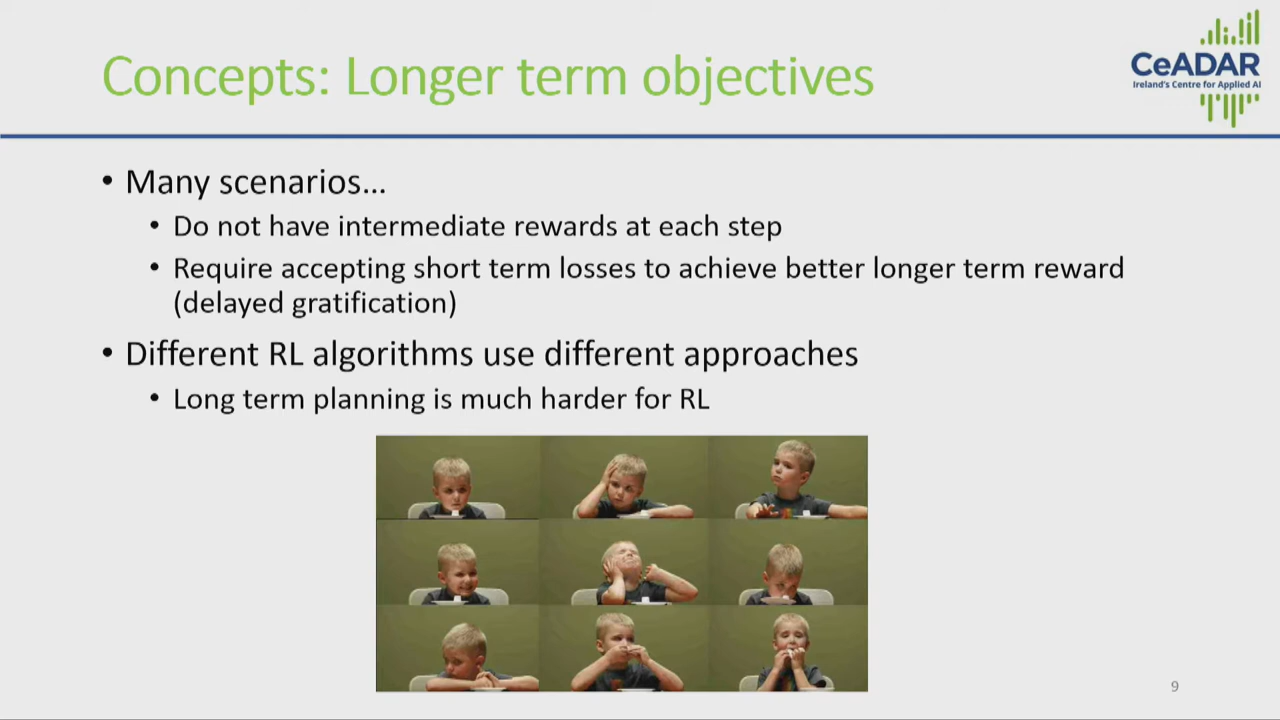 Concepts: Longer term objectives
CeADAR
Ireland's Centre for Applied AI
• Many scenarios...
• Do not have intermediate rewards at each step
• Require accepting short term losses to achieve better longer term reward
(delayed gratification)
• Different RL algorithms use different approaches
• Long term planning is much harder for RL
9